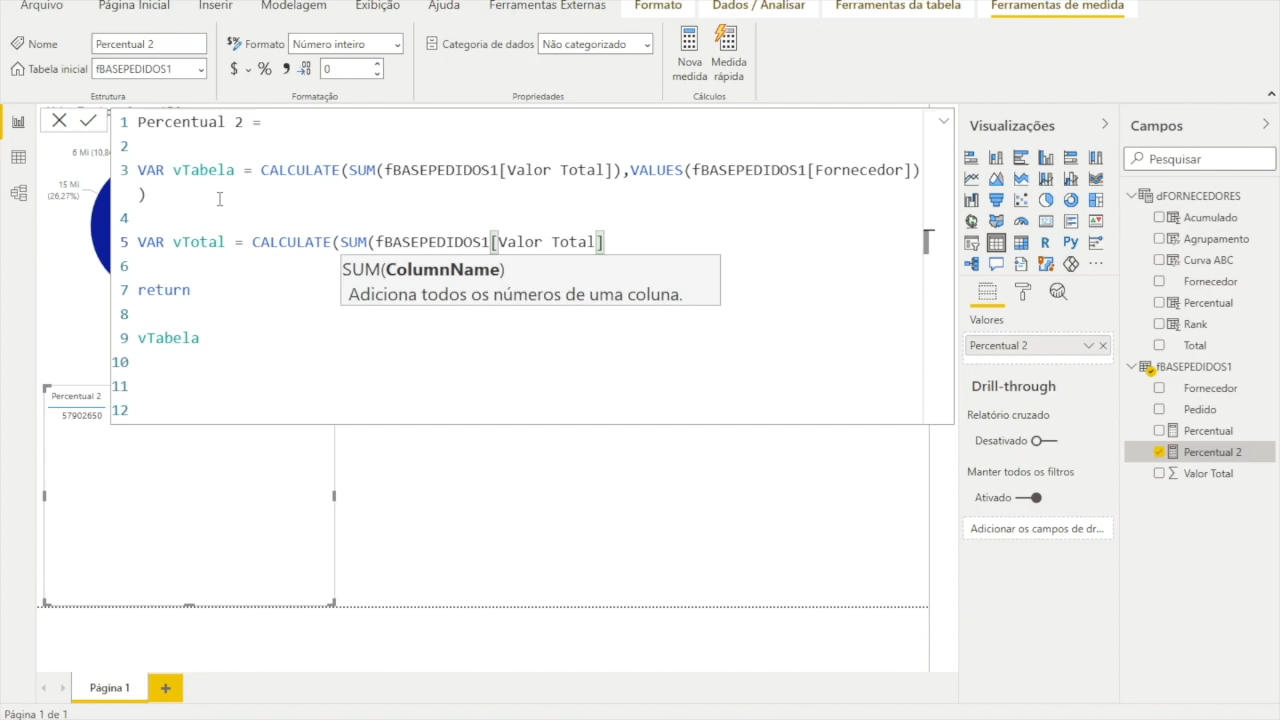 Arquivo Página Inicial Inserir Modelagem Exibição Ajuda Ferramentas Externas Formato Dados / Analisar Ferramentas da tabela Ferramentas de medida
Nome Percentual 2
Tabela inicial fBASEPEDIDOS1
Estrutura
Formato Número inteiro
$ % 0
Formatação
Categoria de dados Não categorizado
Propriedades
Nova medida
Medida rápida
Cálculos
6 Mi (10,8
15 Mi
(26,27%)
1 Percentual 2 =
2
3 VAR vTabela = CALCULATE(SUM(fBASEPEDIDOS1[Valor Total]),VALUES(fBASEPEDIDOS1[Fornecedor])
)
4
5 VAR vTotal = CALCULATE(SUM(fBASEPEDIDOS1[Valor Total]
6
SUM(ColumnName)
Adiciona todos os números de uma coluna.
7 return
8
9 vTabela
10
11
12
Percentual 2
57902650
Visualizações
R Py
Valores
Percentual 2
Drill-through
Relatório cruzado
Desativado
Manter todos os filtros
Ativado
Adicionar os campos de dr...
Campos
Pesquisar
dFORNECEDORES
Acumulado
Agrupamento
Curva ABC
Fornecedor
Percentual
Rank
Total
fBASEPEDIDOS1
Fornecedor
Pedido
Percentual
Percentual 2
Valor Total
Página 1
Página 1 de 1